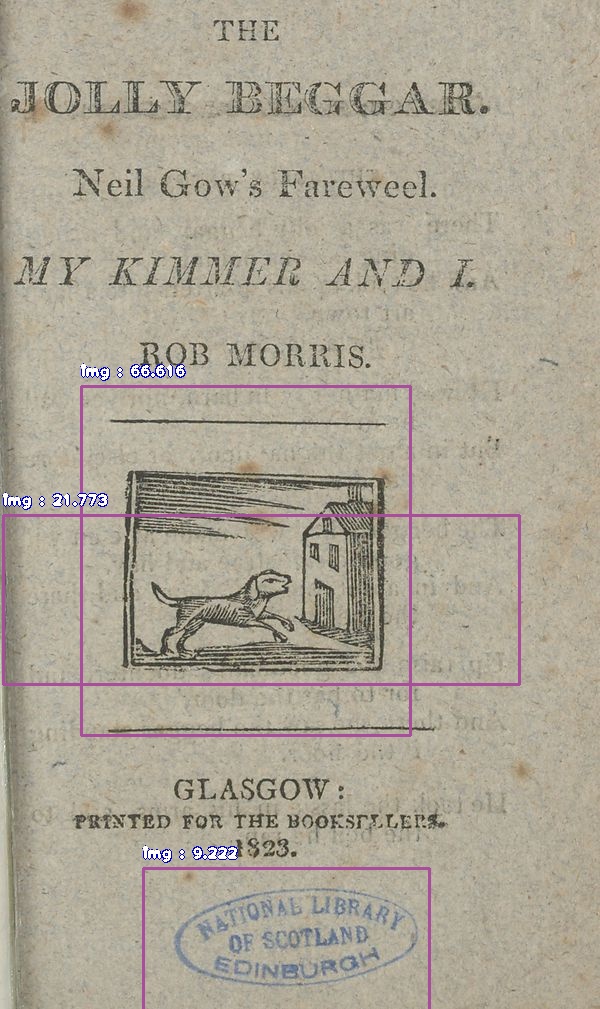 THE
JOLLY BEGGAR.
Neil Gow's Fareweel.
MY KIMMER AND I.
ROB MORRIS.
Img : 66.616
Img : 21.773
GLASGOW:
PRINTED FOR THE BOOKSELLERS.
1823.
Img : 9.222
NATIONAL LIBRARY
OF SCOTLAND
EDINBURGH